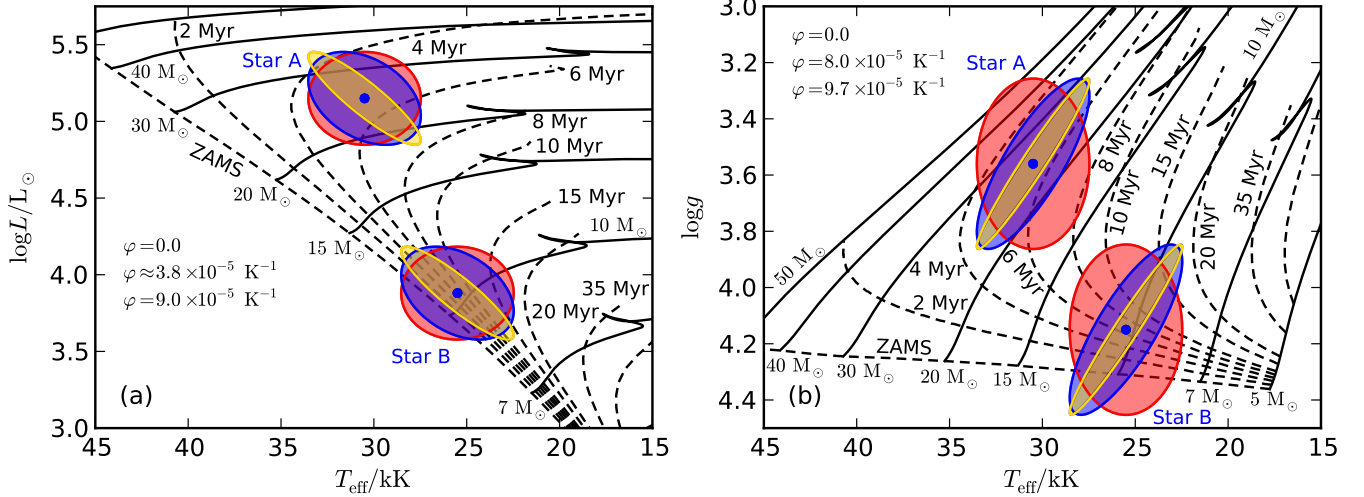 5.5
5.0
4.5
4.0
3.5
3.0
45
40
35
30
25
20
15
log L/L⊙
T_eff/kK
2 Myr
4 Myr
6 Myr
8 Myr
10 Myr
15 Myr
20 Myr
35 Myr
40 M⊙
30 M⊙
20 M⊙
15 M⊙
10 M⊙
7 M⊙
ZAMS
Star A
Star B
φ=0.0
φ≈3.8×10⁻⁵ K⁻¹
φ=9.0×10⁻⁵ K⁻¹
(a)
3.0
3.2
3.4
3.6
3.8
4.0
4.2
4.4
45
40
35
30
25
20
15
log g
T_eff/kK
φ=0.0
φ=8.0×10⁻⁵ K⁻¹
φ=9.7×10⁻⁵ K⁻¹
Star A
Star B
10 M⊙
50 M⊙
8 Myr
15 Myr
10 Myr
35 Myr
20 Myr
6 Myr
4 Myr
2 Myr
ZAMS
40 M⊙
30 M⊙
20 M⊙
15 M⊙
7 M⊙
5 M⊙
(b)